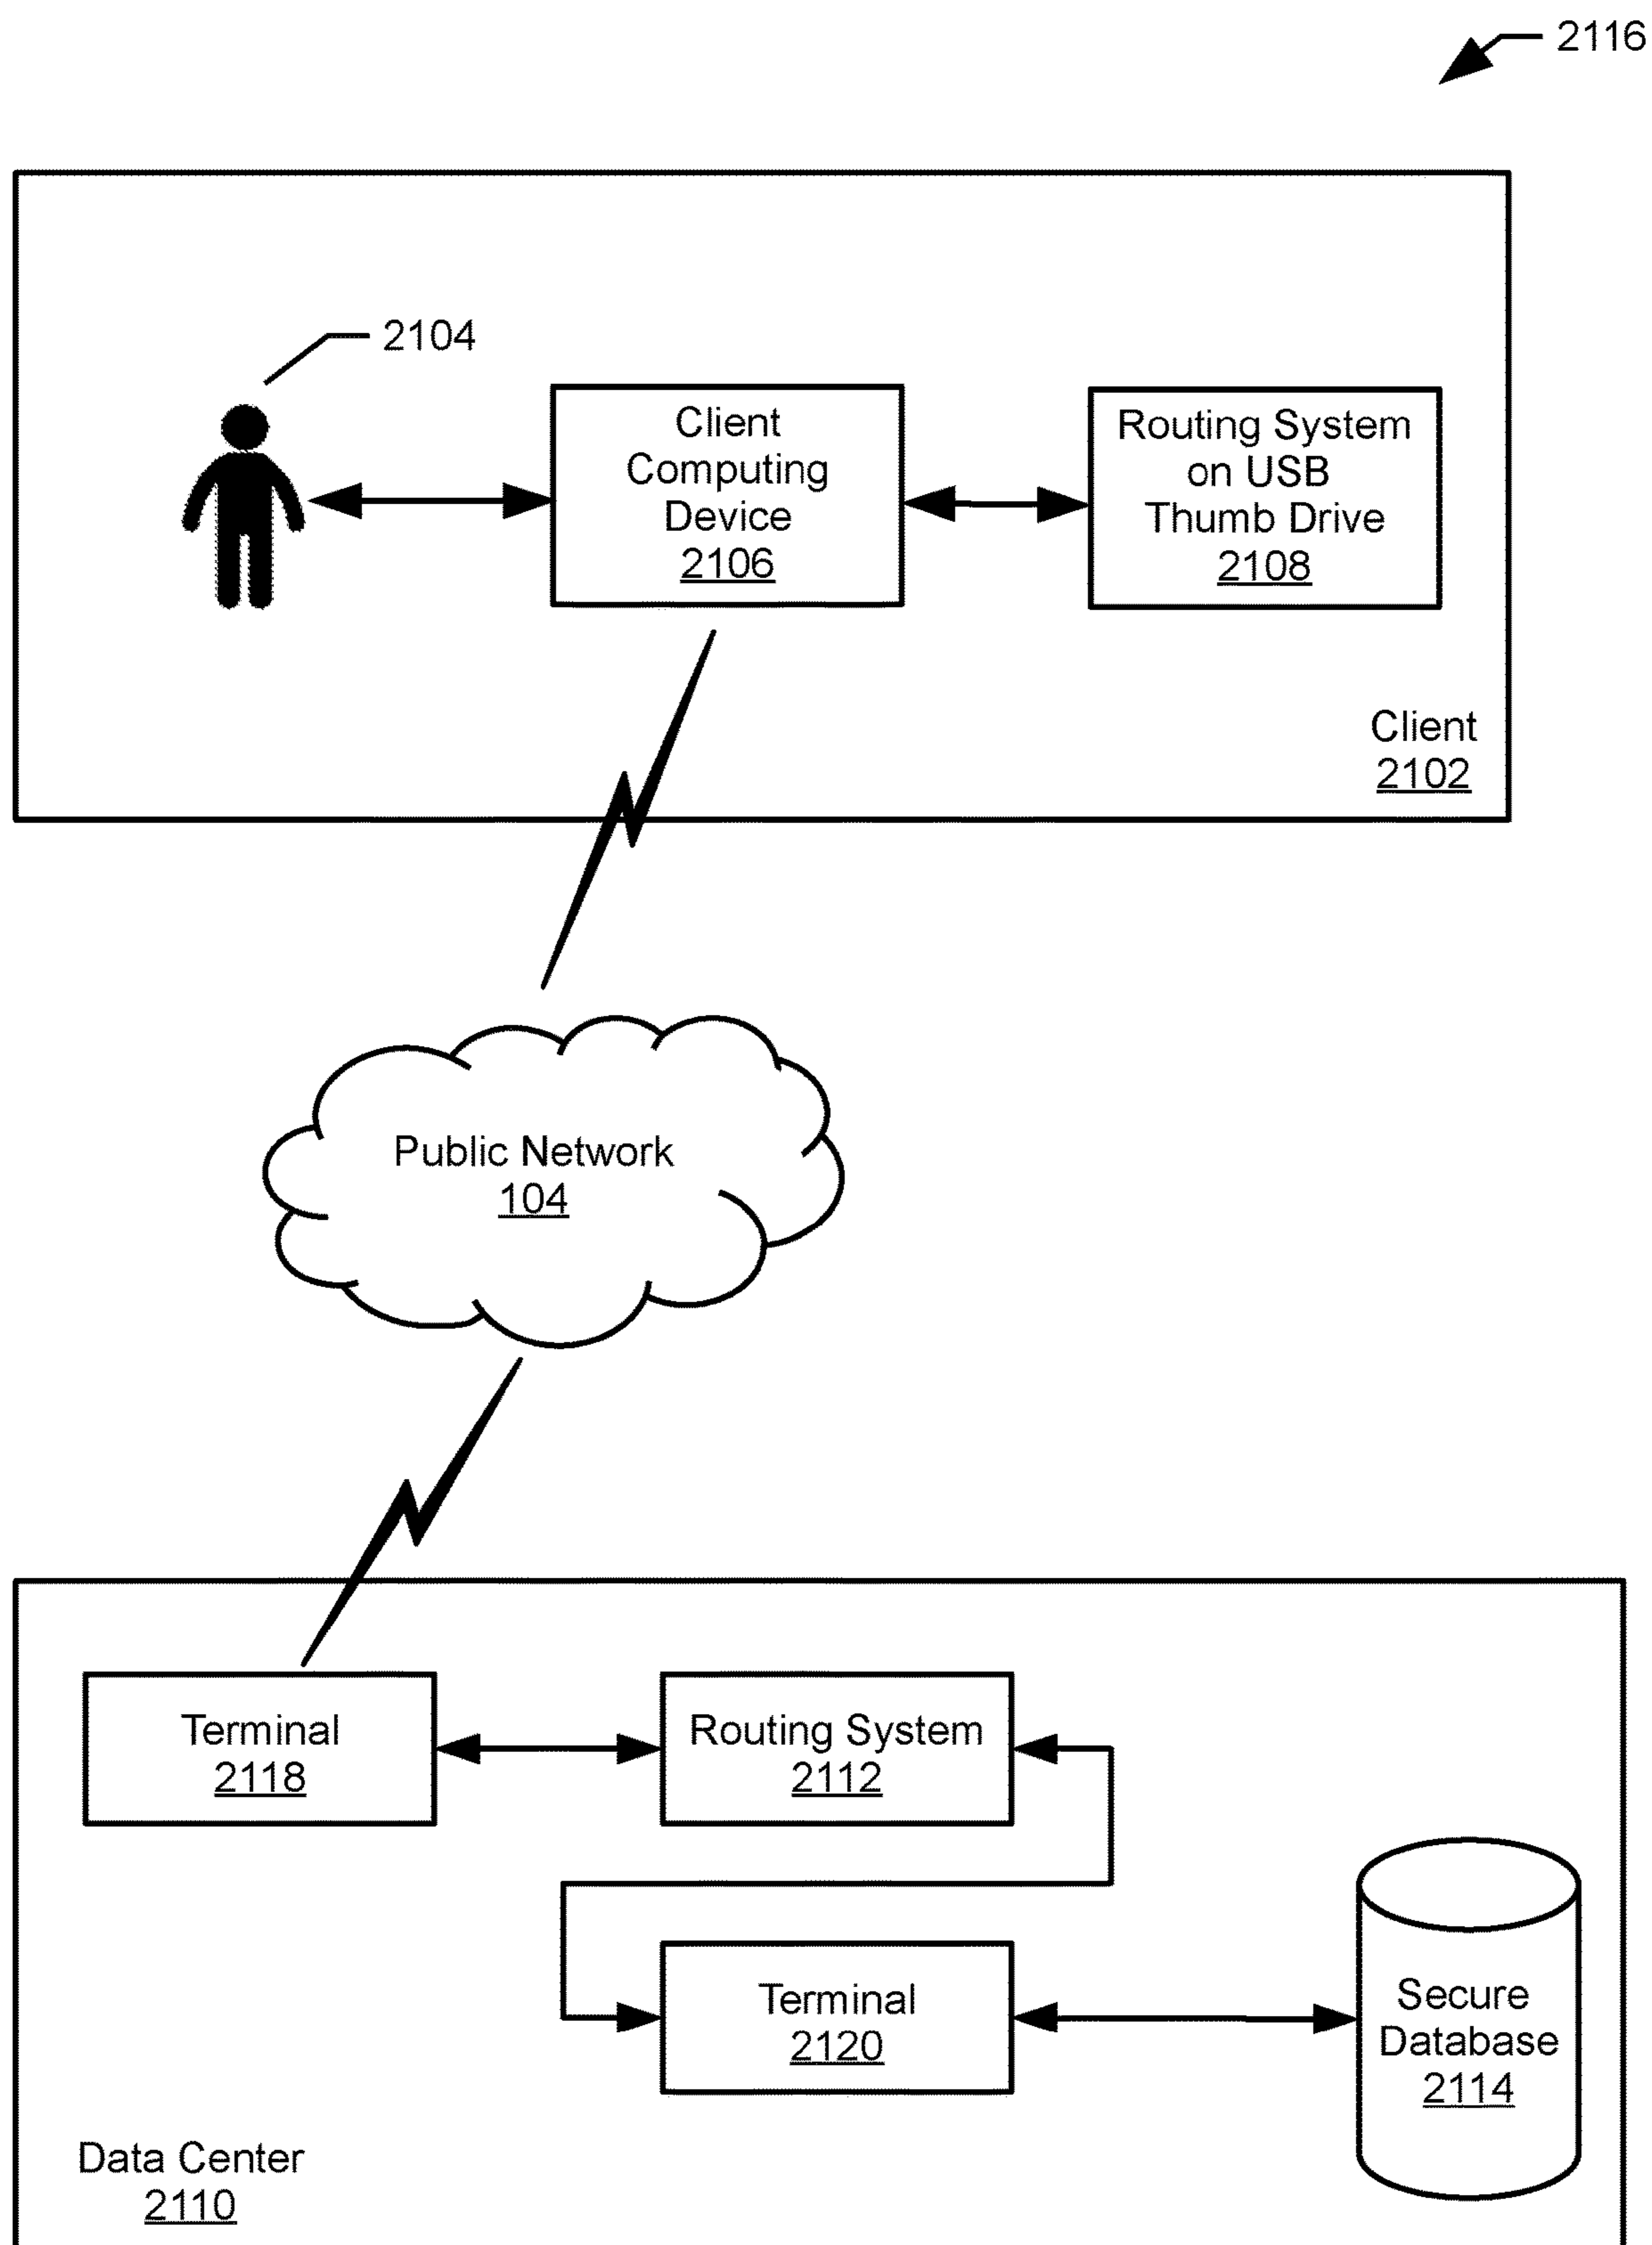 2116
2104
Client
Computing
Device
2106
Routing System
on USB
Thumb Drive
2108
Client
2102
Public Network
104
Terminal
2118
Routing System
2112
Terminal
2120
Secure
Database
2114
Data Center
2110